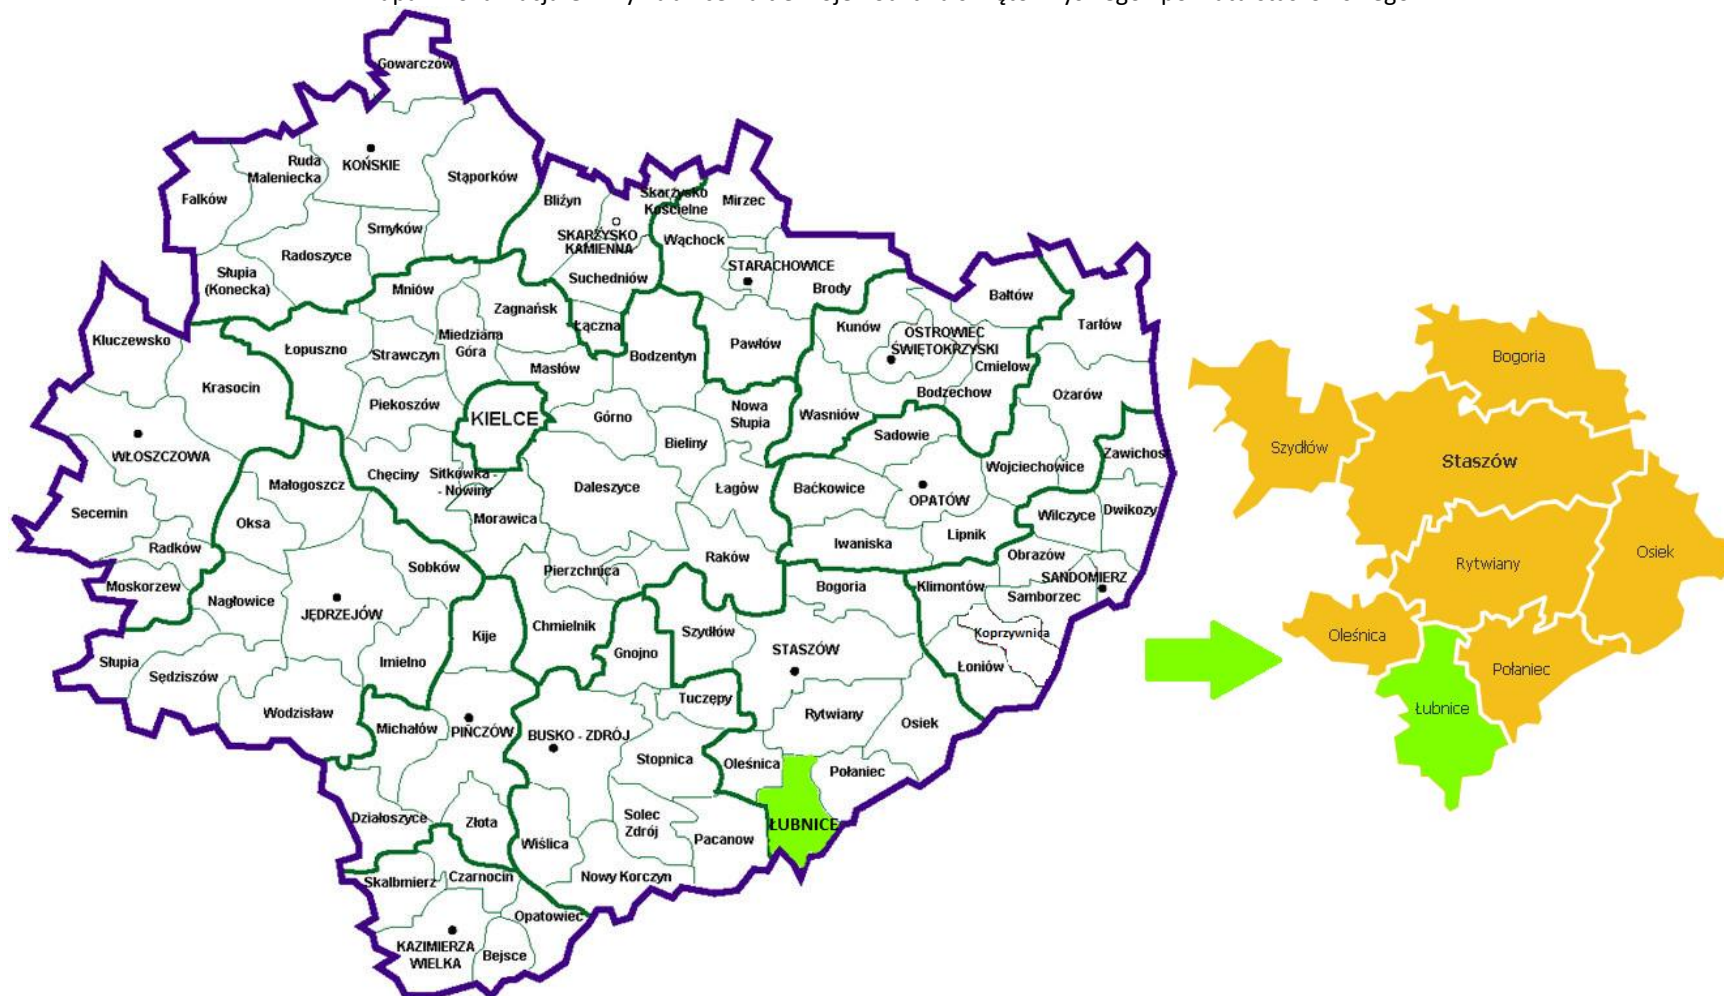 Gowarczów
KOŃSKIE
Ruda
Maleniecka
Stąporków
Fałków
Smyków
Radoszyce
Słupia
(Konecka)
Bliżyn
Skarżysko
Kościelne
Mirzec
SKARŻYSKO
KAMIENNA
Wąchock
Suchedniów
STARACHOWICE
Brody
Mniów
Zagnańsk
Łączna
Bałtów
Tarłów
Kluczewsko
Łopuszno
Strawczyn
Miedziana
Góra
Masłów
Bodzentyn
Pawłów
Kunów
OSTROWIEC
ŚWIĘTOKRZYSKI
Cmielow
Bodzechow
Krasocin
Piekoszów
KIELCE
Górno
Nowa
Słupia
Bieliny
Wasniów
Ożarów
Sadowie
WŁOSZCZOWA
Małogoszcz
Chęciny
Sitkówka -
- Nowiny
Daleszyce
Łagów
Baćkowice
OPATÓW
Wojciechowice
Zawichost
Secemin
Oksa
Morawica
Wilczyce
Dwikozy
Radków
Iwaniska
Lipnik
Obrazów
Moskorzew
Nagłowice
JĘDRZEJÓW
Sobków
Pierzchnica
Raków
Bogoria
Klimontów
SANDOMIERZ
Samborzec
Kije
Chmielnik
Gnojno
Szydłów
STASZÓW
Koprzywnica
Łoniów
Słupia
Sędziszów
Imielno
Wodzisław
Michałów
PIŃCZÓW
BUSKO - ZDRÓJ
Tuczępy
Rytwiany
Osiek
Stopnica
Oleśnica
Połaniec
Działoszyce
Złota
Wiślica
Solec
Zdrój
Pacanow
ŁUBNICE
Skalbmierz
Czarnocin
Nowy Korczyn
Opatowiec
KAZIMIERZA
WIELKA
Bejsce
Bogoria
Szydłów
Staszów
Rytwiany
Osiek
Oleśnica
Połaniec
Łubnice